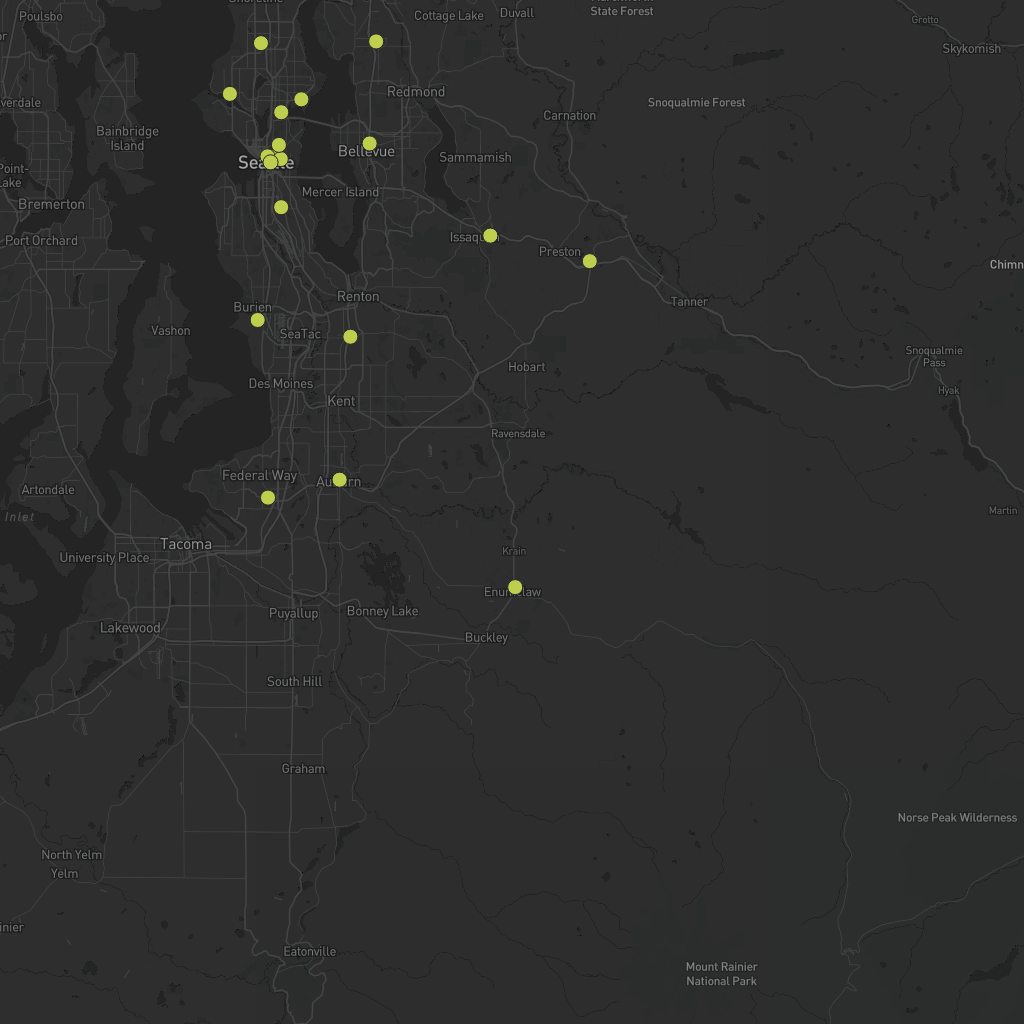 Shoreline
Poulsbo
Cottage Lake
Duvall
State Forest
Grotto
Skykomish
Redmond
verdale
Snoqualmie Forest
Carnation
Bainbridge
Island
Bellevue
Sammamish
Seattle
Point-
Lake
Mercer Island
Bremerton
Port Orchard
Issaquah
Preston
Chimn
Renton
Tanner
Burien
Vashon
SeaTac
Snoqualmie
Pass
Hobart
Des Moines
Hyak
Kent
Ravensdale
Federal Way
Auburn
Artondale
Inlet
Martin
Tacoma
Krain
University Place
Enumclaw
Puyallup
Bonney Lake
Lakewood
Buckley
South Hill
Graham
Norse Peak Wilderness
North Yelm
Yelm
inier
Eatonville
Mount Rainier
National Park